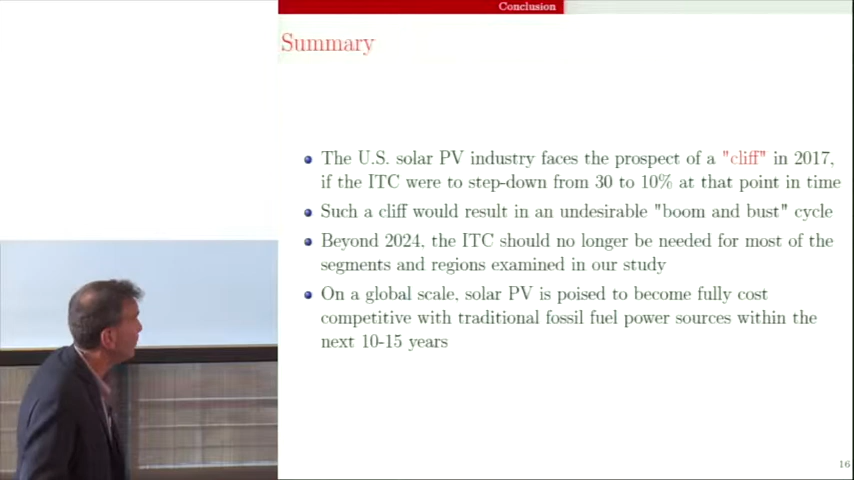 Conclusion
Summary
The U.S. solar PV industry faces the prospect of a "cliff" in 2017,
if the ITC were to step-down from 30 to 10% at that point in time
Such a cliff would result in an undesirable "boom and bust" cycle
Beyond 2024, the ITC should no longer be needed for most of the
segments and regions examined in our study
On a global scale, solar PV is poised to become fully cost
competitive with traditional fossil fuel power sources within the
next 10-15 years
16